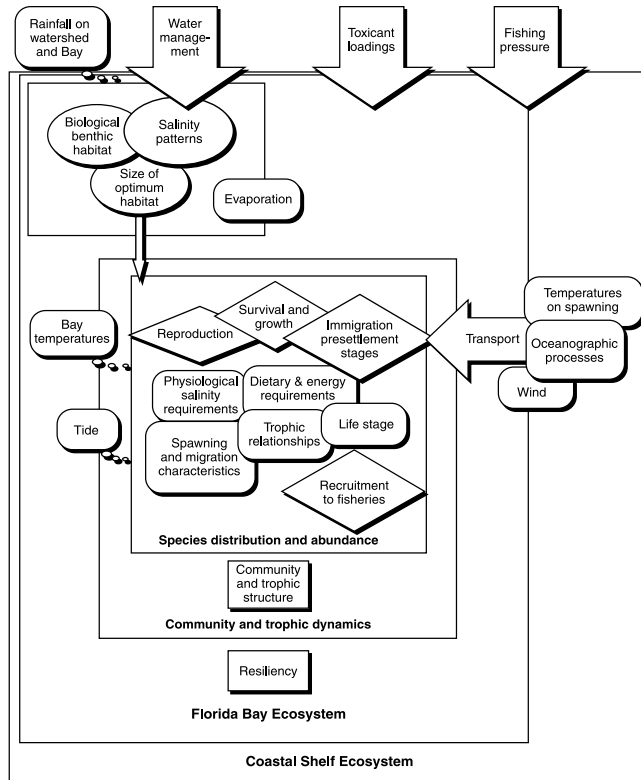 Rainfall on
watershed
and Bay
Water
manage-
ment
Toxicant
loadings
Fishing
pressure
Biological
benthic
habitat
Salinity
patterns
Size of
optimum
habitat
Evaporation
Bay
temperatures
Tide
Reproduction
Survival and
growth
Immigration
presettlement
stages
Transport
Temperatures
on spawning
Oceanographic
processes
Wind
Physiological
salinity
requirements
Dietary & energy
requirements
Spawning
and migration
characteristics
Trophic
relationships
Life stage
Recruitment
to fisheries
Species distribution and abundance
Community
and trophic
structure
Community and trophic dynamics
Resiliency
Florida Bay Ecosystem
Coastal Shelf Ecosystem